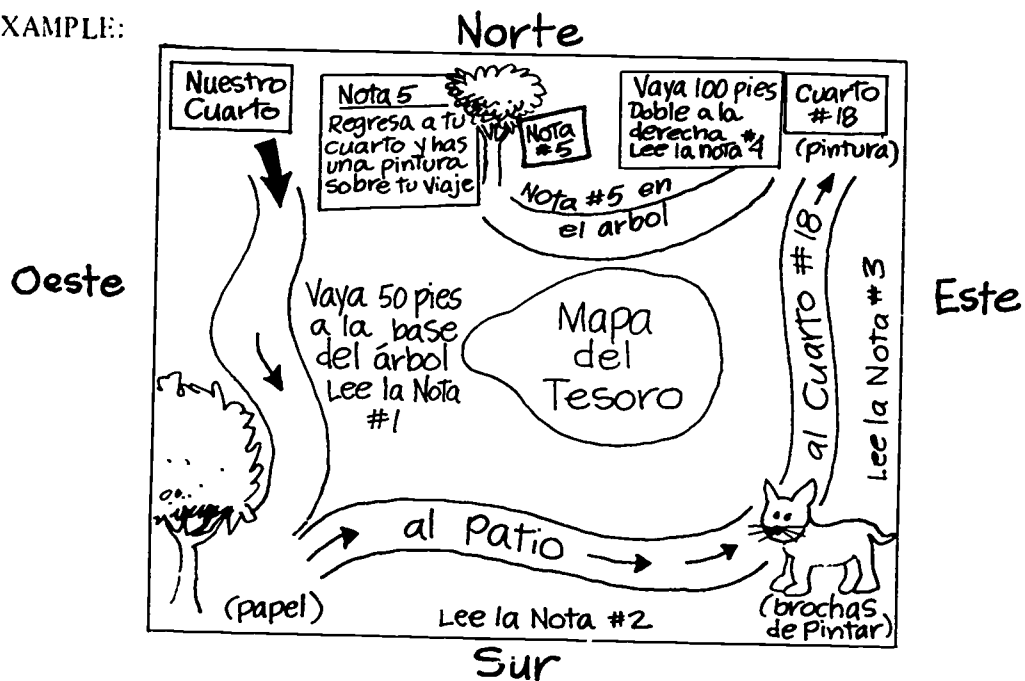 XAMPLE:
Norte
Nuestro
Cuarto
Nota 5
Regresa a tu
cuarto y has
una pintura
sobre tu viaje
Nota
#5
Vaya 100 pies
Doble a la
derecha
Lee la nota #4
Cuarto
#18
(pintura)
Nota #5 en
el arbol
Oeste
Vaya 50 pies
a la base
del árbol
Lee la Nota
#1
Mapa
del
Tesoro
al Cuarto #18
Lee la Nota #3
Este
al Patio
(papel)
Lee la Nota #2
(brochas
de Pintar)
Sur